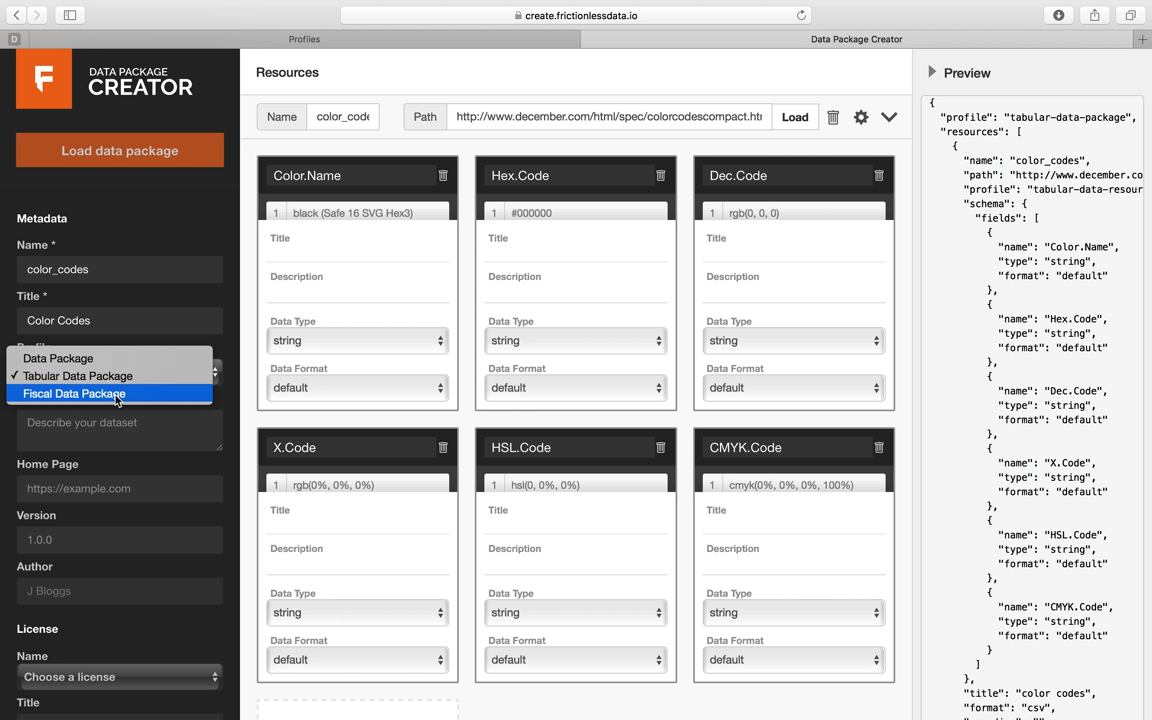 create.frictionlessdata.io
D
Profiles
Data Package Creator
DATA PACKAGE
CREATOR
Load data package
Metadata
Name *
color_codes
Title *
Color Codes
Data Package
✓ Tabular Data Package
Fiscal Data Package
Describe your dataset
Home Page
https://example.com
Version
1.0.0
Author
J Bloggs
License
Name
Choose a license
Title
Resources
Name
color_code
Path
http://www.december.com/html/spec/colorcodescompact.htm
Load
Color.Name
1 black (Safe 16 SVG Hex3)
Title
Description
Data Type
string
Data Format
default
Hex.Code
1 #000000
Title
Description
Data Type
string
Data Format
default
Dec.Code
1 rgb(0, 0, 0)
Title
Description
Data Type
string
Data Format
default
X.Code
1 rgb(0%, 0%, 0%)
Title
Description
Data Type
string
Data Format
default
HSL.Code
1 hsl(0, 0%, 0%)
Title
Description
Data Type
string
Data Format
default
CMYK.Code
1 cmyk(0%, 0%, 0%, 100%)
Title
Description
Data Type
string
Data Format
default
Preview
{
"profile": "tabular-data-package",
"resources": [
{
"name": "color_codes",
"path": "http://www.december.co
"profile": "tabular-data-resour
"schema": {
"fields": [
{
"name": "Color.Name",
"type": "string",
"format": "default"
},
{
"name": "Hex.Code",
"type": "string",
"format": "default"
},
{
"name": "Dec.Code",
"type": "string",
"format": "default"
},
{
"name": "X.Code",
"type": "string",
"format": "default"
},
{
"name": "HSL.Code",
"type": "string",
"format": "default"
},
{
"name": "CMYK.Code",
"type": "string",
"format": "default"
}
]
},
"title": "color codes",
"format": "csv",